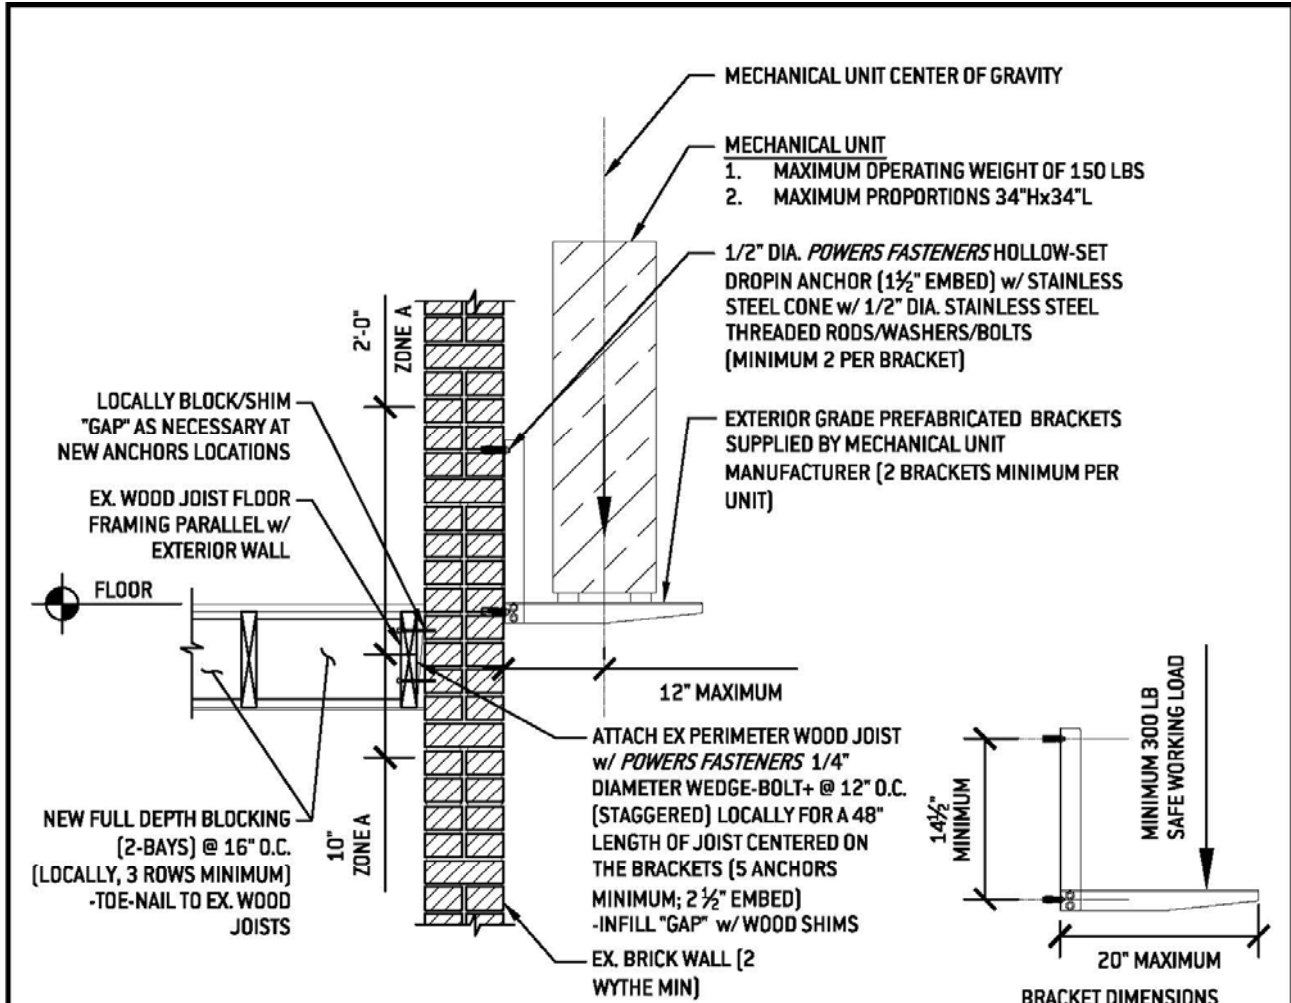 MECHANICAL UNIT CENTER OF GRAVITY
MECHANICAL UNIT
1. MAXIMUM OPERATING WEIGHT OF 150 LBS
2. MAXIMUM PROPORTIONS 34"Hx34"L
1/2" DIA. POWERS FASTENERS HOLLOW-SET
DROPIN ANCHOR (1½" EMBED) w/ STAINLESS
STEEL CONE w/ 1/2" DIA. STAINLESS STEEL
THREADED RODS/WASHERS/BOLTS
(MINIMUM 2 PER BRACKET)
2'-0"
ZONE A
LOCALLY BLOCK/SHIM
"GAP" AS NECESSARY AT
NEW ANCHORS LOCATIONS
EXTERIOR GRADE PREFABRICATED BRACKETS
SUPPLIED BY MECHANICAL UNIT
MANUFACTURER (2 BRACKETS MINIMUM PER
UNIT)
EX. WOOD JOIST FLOOR
FRAMING PARALLEL w/
EXTERIOR WALL
FLOOR
12" MAXIMUM
ATTACH EX PERIMETER WOOD JOIST
w/ POWERS FASTENERS 1/4"
DIAMETER WEDGE-BOLT+ @ 12" O.C.
(STAGGERED) LOCALLY FOR A 48"
LENGTH OF JOIST CENTERED ON
THE BRACKETS (5 ANCHORS
MINIMUM; 2 ½" EMBED)
-INFILL "GAP" w/ WOOD SHIMS
NEW FULL DEPTH BLOCKING
(2-BAYS) @ 16" O.C.
(LOCALLY, 3 ROWS MINIMUM)
-TOE-NAIL TO EX. WOOD
JOISTS
10"
ZONE A
EX. BRICK WALL (2
WYTHE MIN)
14½"
MINIMUM
MINIMUM 300 LB
SAFE WORKING LOAD
20" MAXIMUM
BRACKET DIMENSIONS